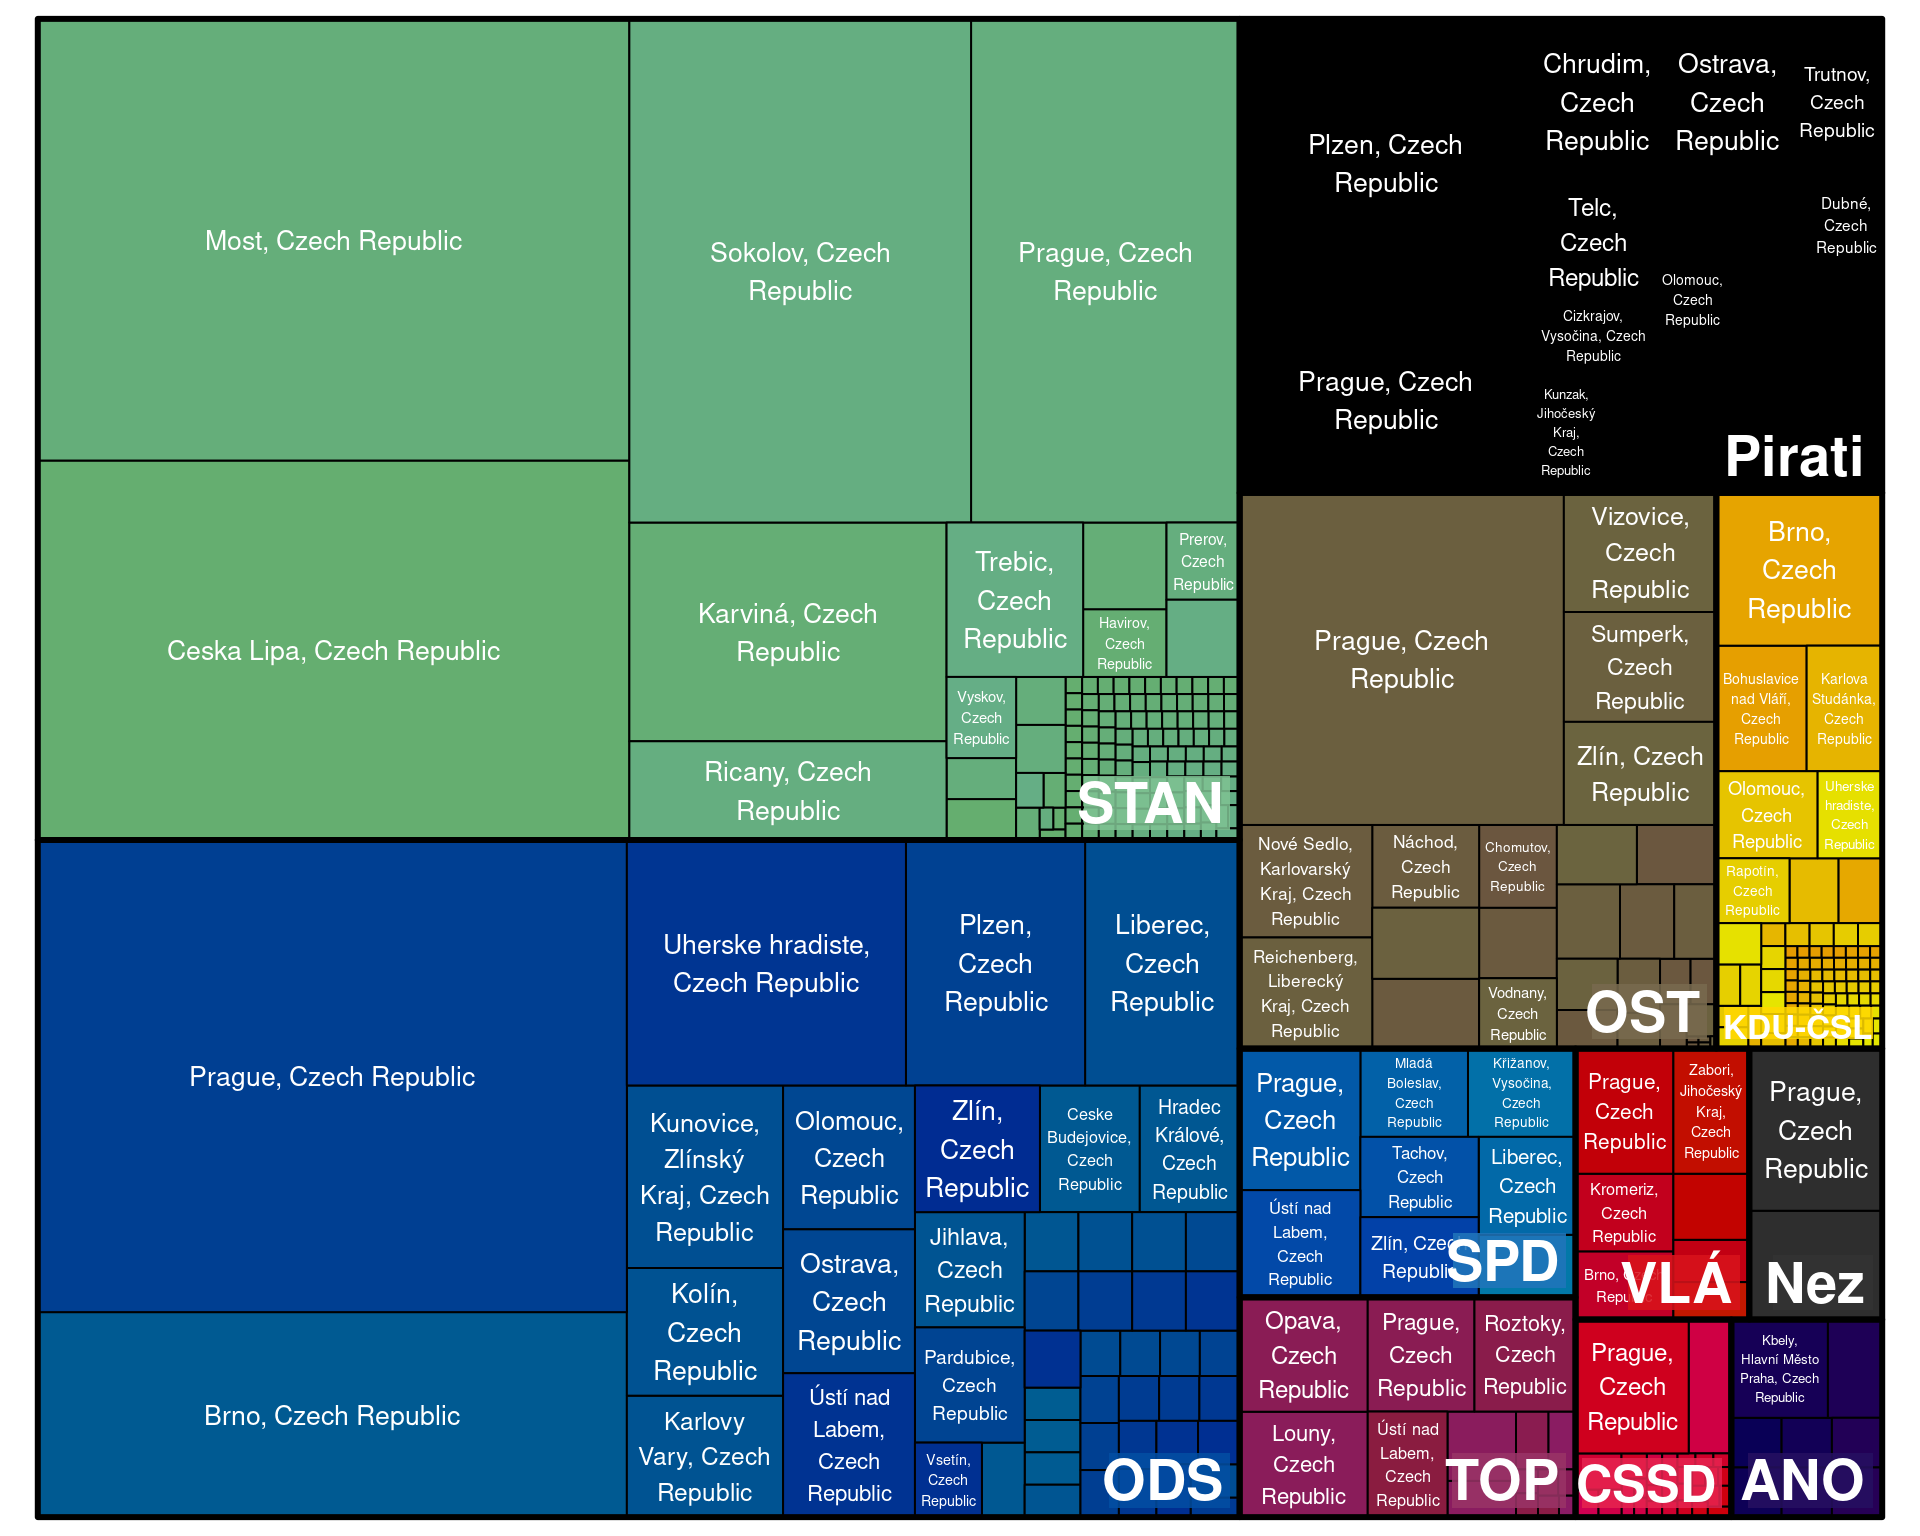 Most, Czech Republic
Ceska Lipa, Czech Republic
Sokolov, Czech
Republic
Prague, Czech
Republic
Karviná, Czech
Republic
Ricany, Czech
Republic
Trebic,
Czech
Republic
Prerov,
Czech
Republic
Havirov,
Czech
Republic
Vyskov,
Czech
Republic
STAN
Prague, Czech Republic
Brno, Czech Republic
Uherske hradiste,
Czech Republic
Plzen,
Czech
Republic
Liberec,
Czech
Republic
Kunovice,
Zlínský
Kraj, Czech
Republic
Kolín,
Czech
Republic
Karlovy
Vary, Czech
Republic
Olomouc,
Czech
Republic
Ostrava,
Czech
Republic
Ústí nad
Labem,
Czech
Republic
Zlín,
Czech
Republic
Ceske
Budejovice,
Czech
Republic
Hradec
Králové,
Czech
Republic
Jihlava,
Czech
Republic
Pardubice,
Czech
Republic
Vsetín,
Czech
Republic
ODS
Plzen, Czech
Republic
Prague, Czech
Republic
Chrudim,
Czech
Republic
Ostrava,
Czech
Republic
Trutnov,
Czech
Republic
Telc,
Czech
Republic
Dubné,
Czech
Republic
Olomouc,
Czech
Republic
Cizkrajov,
Vysočina, Czech
Republic
Kunzak,
Jihočeský
Kraj,
Czech
Republic
Pirati
Prague, Czech
Republic
Vizovice,
Czech
Republic
Sumperk,
Czech
Republic
Zlín, Czech
Republic
Nové Sedlo,
Karlovarský
Kraj, Czech
Republic
Reichenberg,
Liberecký
Kraj, Czech
Republic
Náchod,
Czech
Republic
Chomutov,
Czech
Republic
Vodnany,
Czech
Republic
OST
Brno,
Czech
Republic
Bohuslavice
nad Vláří,
Czech
Republic
Karlova
Studánka,
Czech
Republic
Olomouc,
Czech
Republic
Uherske
hradiste,
Czech
Republic
Rapotín,
Czech
Republic
KDU-ČSL
Prague,
Czech
Republic
Ústí nad
Labem,
Czech
Republic
Mladá
Boleslav,
Czech
Republic
Křižanov,
Vysočina,
Czech
Republic
Tachov,
Czech
Republic
Liberec,
Czech
Republic
Zlín, Czech
Republic
SPD
Prague,
Czech
Republic
Zabori,
Jihočeský
Kraj,
Czech
Republic
Kromeriz,
Czech
Republic
Brno, Czech
Republic
VLÁ
Prague,
Czech
Republic
Nez
Opava,
Czech
Republic
Prague,
Czech
Republic
Roztoky,
Czech
Republic
Louny,
Czech
Republic
Ústí nad
Labem,
Czech
Republic
TOP
Prague,
Czech
Republic
CSSD
Kbely,
Hlavní Město
Praha, Czech
Republic
ANO